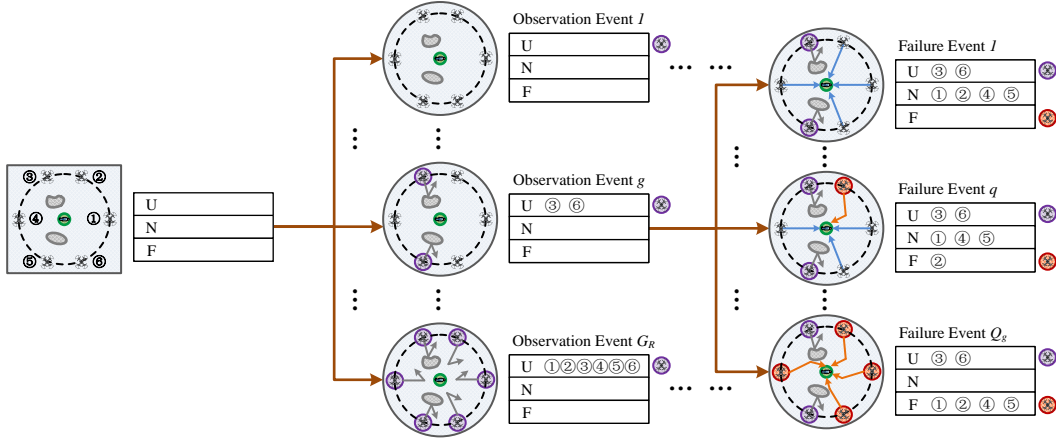 ③ ②
④ ①
⑤ ⑥
U
N
F
Observation Event 1
U
N
F
Observation Event g
U ③ ⑥
N
F
Observation Event G_R
U ①②③④⑤⑥
N
F
Failure Event 1
U ③ ⑥
N ① ② ④ ⑤
F
Failure Event q
U ③ ⑥
N ① ④ ⑤
F ②
Failure Event Q_g
U ③ ⑥
N
F ① ② ④ ⑤